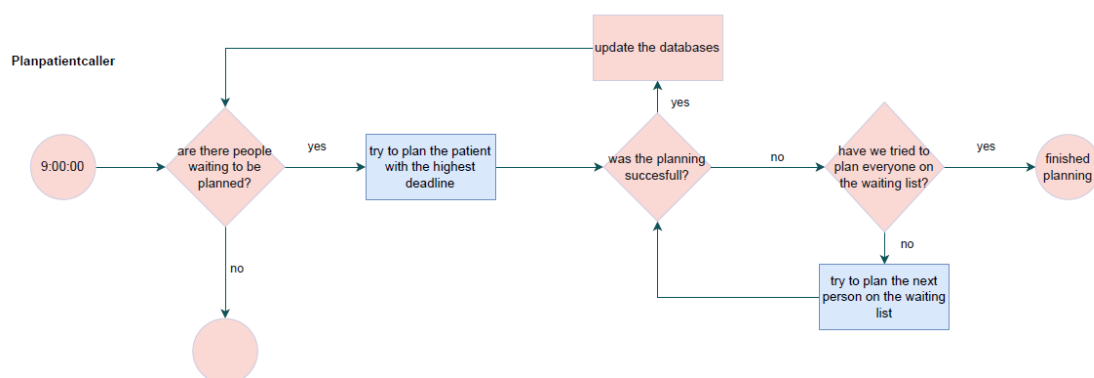 Planpatientcaller
update the databases
yes
9:00:00
are there people
waiting to be
planned?
yes
try to plan the patient
with the highest
deadline
was the planning
succesfull?
no
have we tried to
plan everyone on
the waiting list?
yes
finished
planning
no
no
try to plan the next
person on the waiting
list